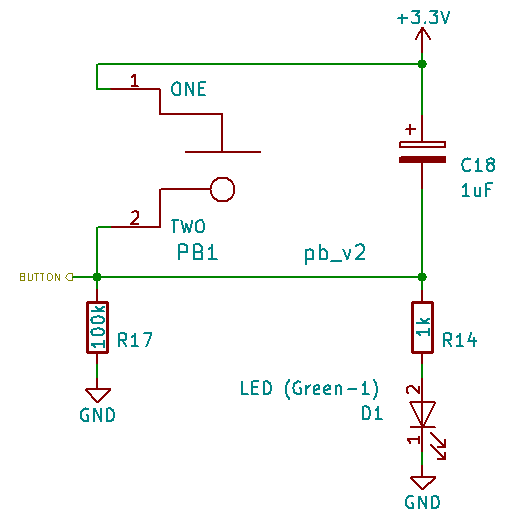 +3.3V
1
ONE
+
C18
1uF
2
TWO
PB1
pb_v2
BUTTON
100k
R17
1k
R14
GND
LED (Green-1)
2
D1
1
GND